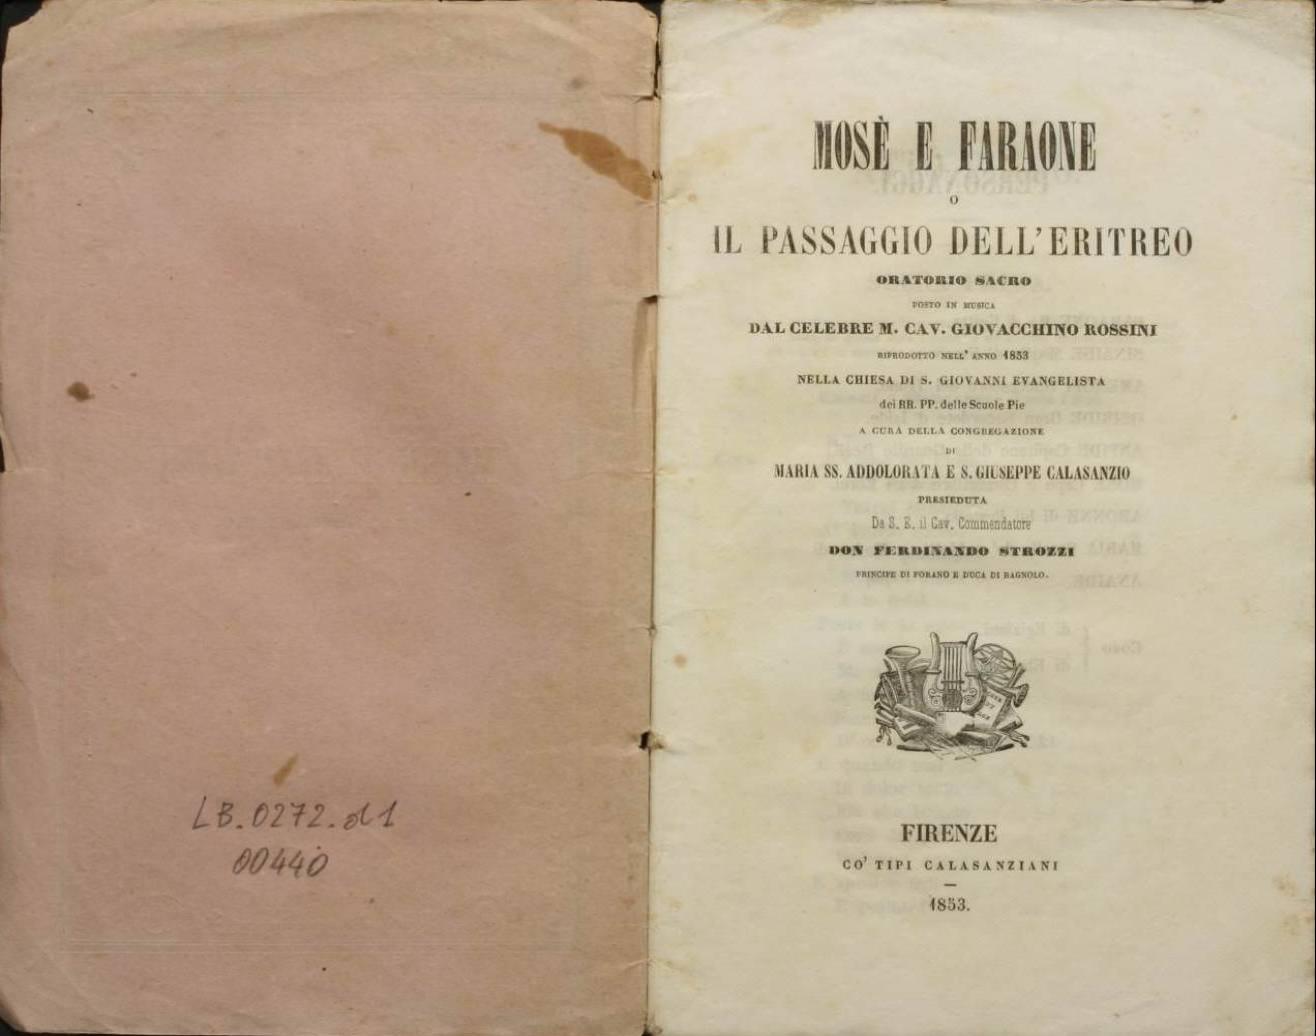 LB.0272.d1
00440
MOSÈ E FARAONE
O
IL PASSAGGIO DELL'ERITREO
ORATORIO SACRO
POSTO IN MUSICA
DAL CELEBRE M. CAV. GIOVACCHINO ROSSINI
RIPRODOTTO NELL' ANNO 1853
NELLA CHIESA DI S. GIOVANNI EVANGELISTA
dei RR. PP. delle Scuole Pie
A CURA DELLA CONGREGAZIONE
DI
MARIA SS. ADDOLORATA E S. GIUSEPPE CALASANZIO
PRESIEDUTA
Da S. E. il Cav. Commendatore
DON FERDINANDO STROZZI
PRINCIPE DI FORANO E DUCA DI BAGNOLO.
FIRENZE
CO' TIPI CALASANZIANI
1853.